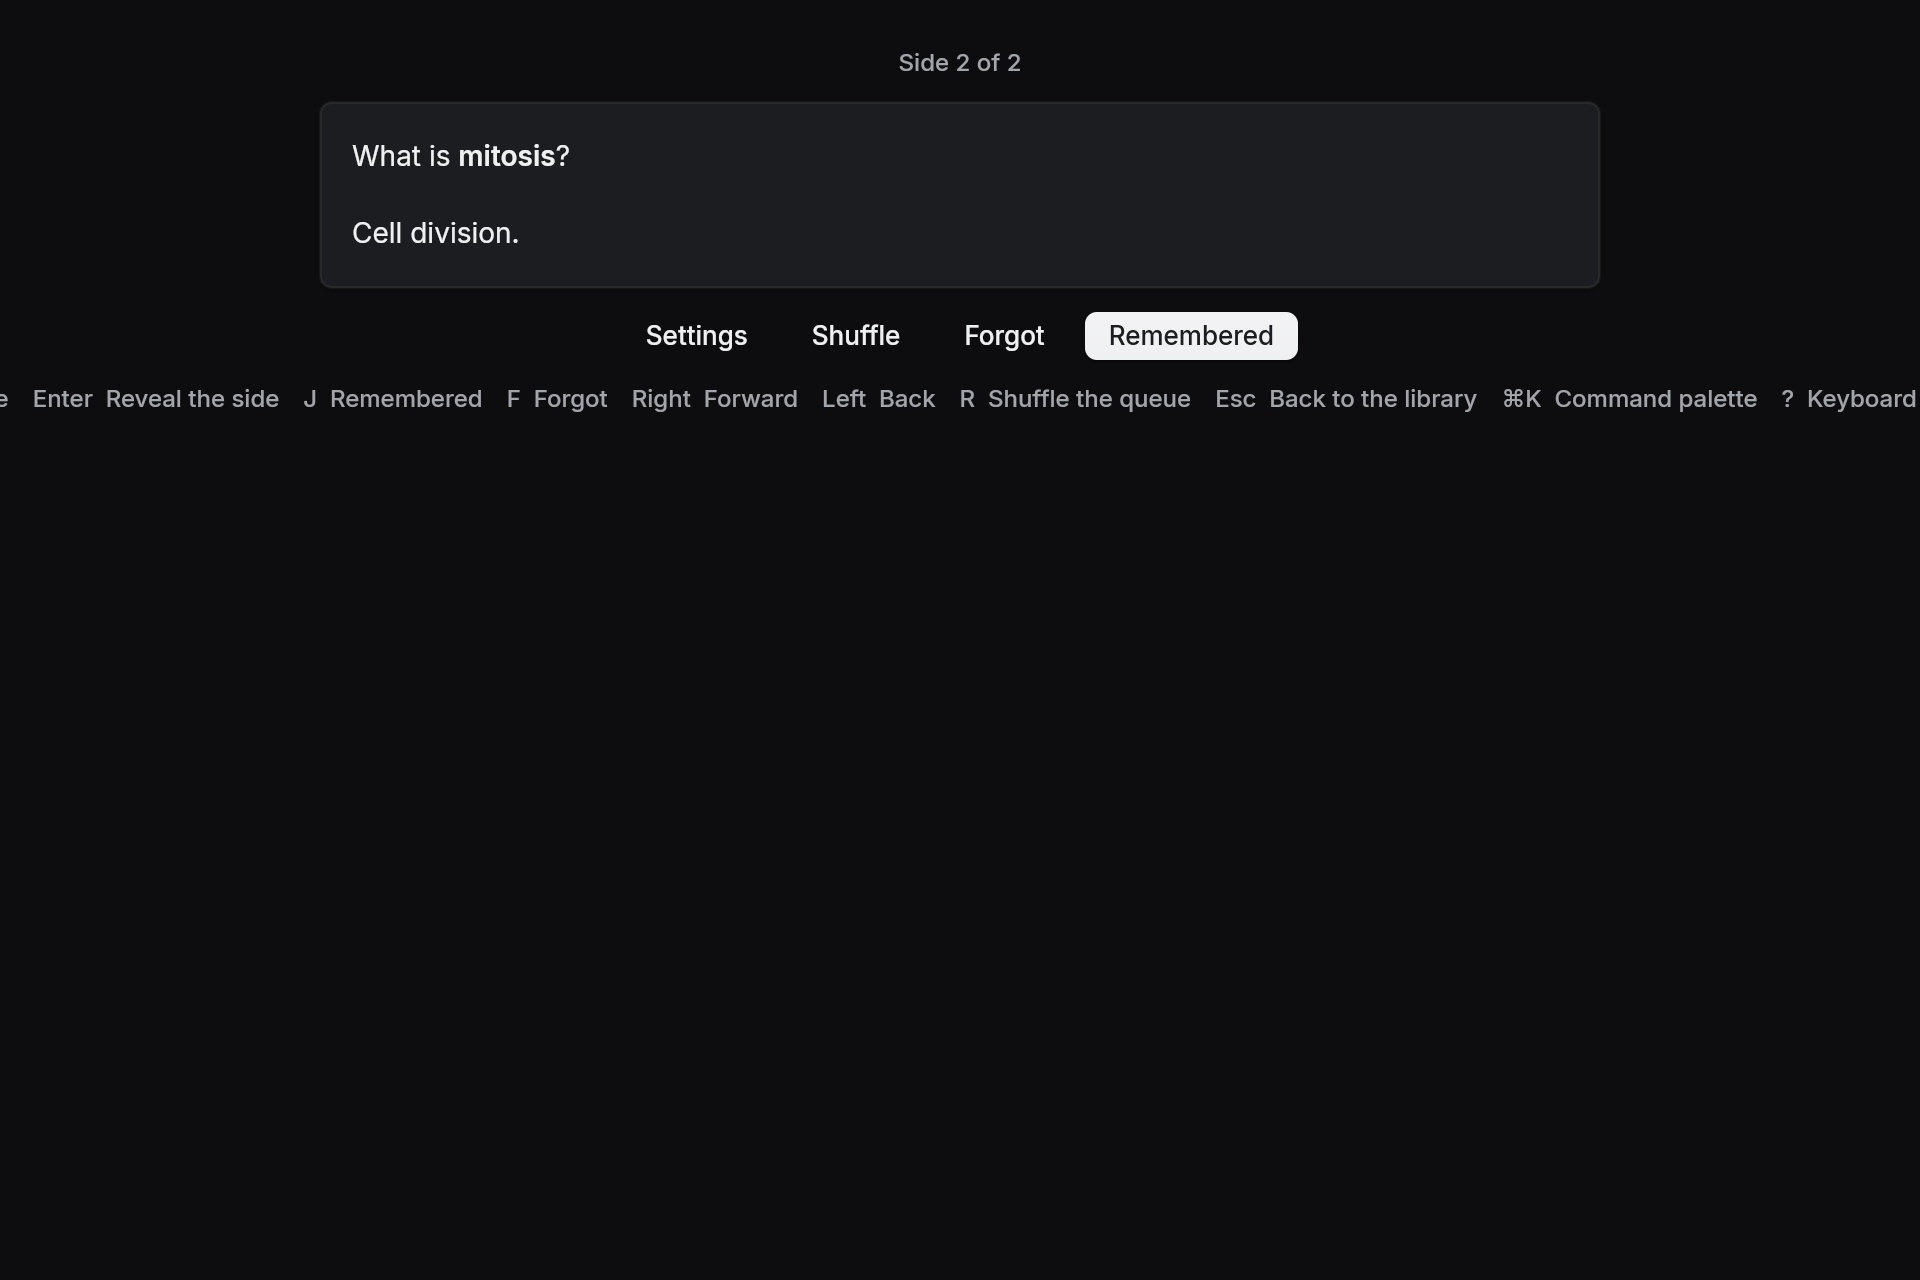 Side 2 of 2
What is mitosis?
Cell division.
Settings Shuffle Forgot Remembered
e Enter Reveal the side J Remembered F Forgot Right Forward Left Back R Shuffle the queue Esc Back to the library ⌘K Command palette ? Keyboard